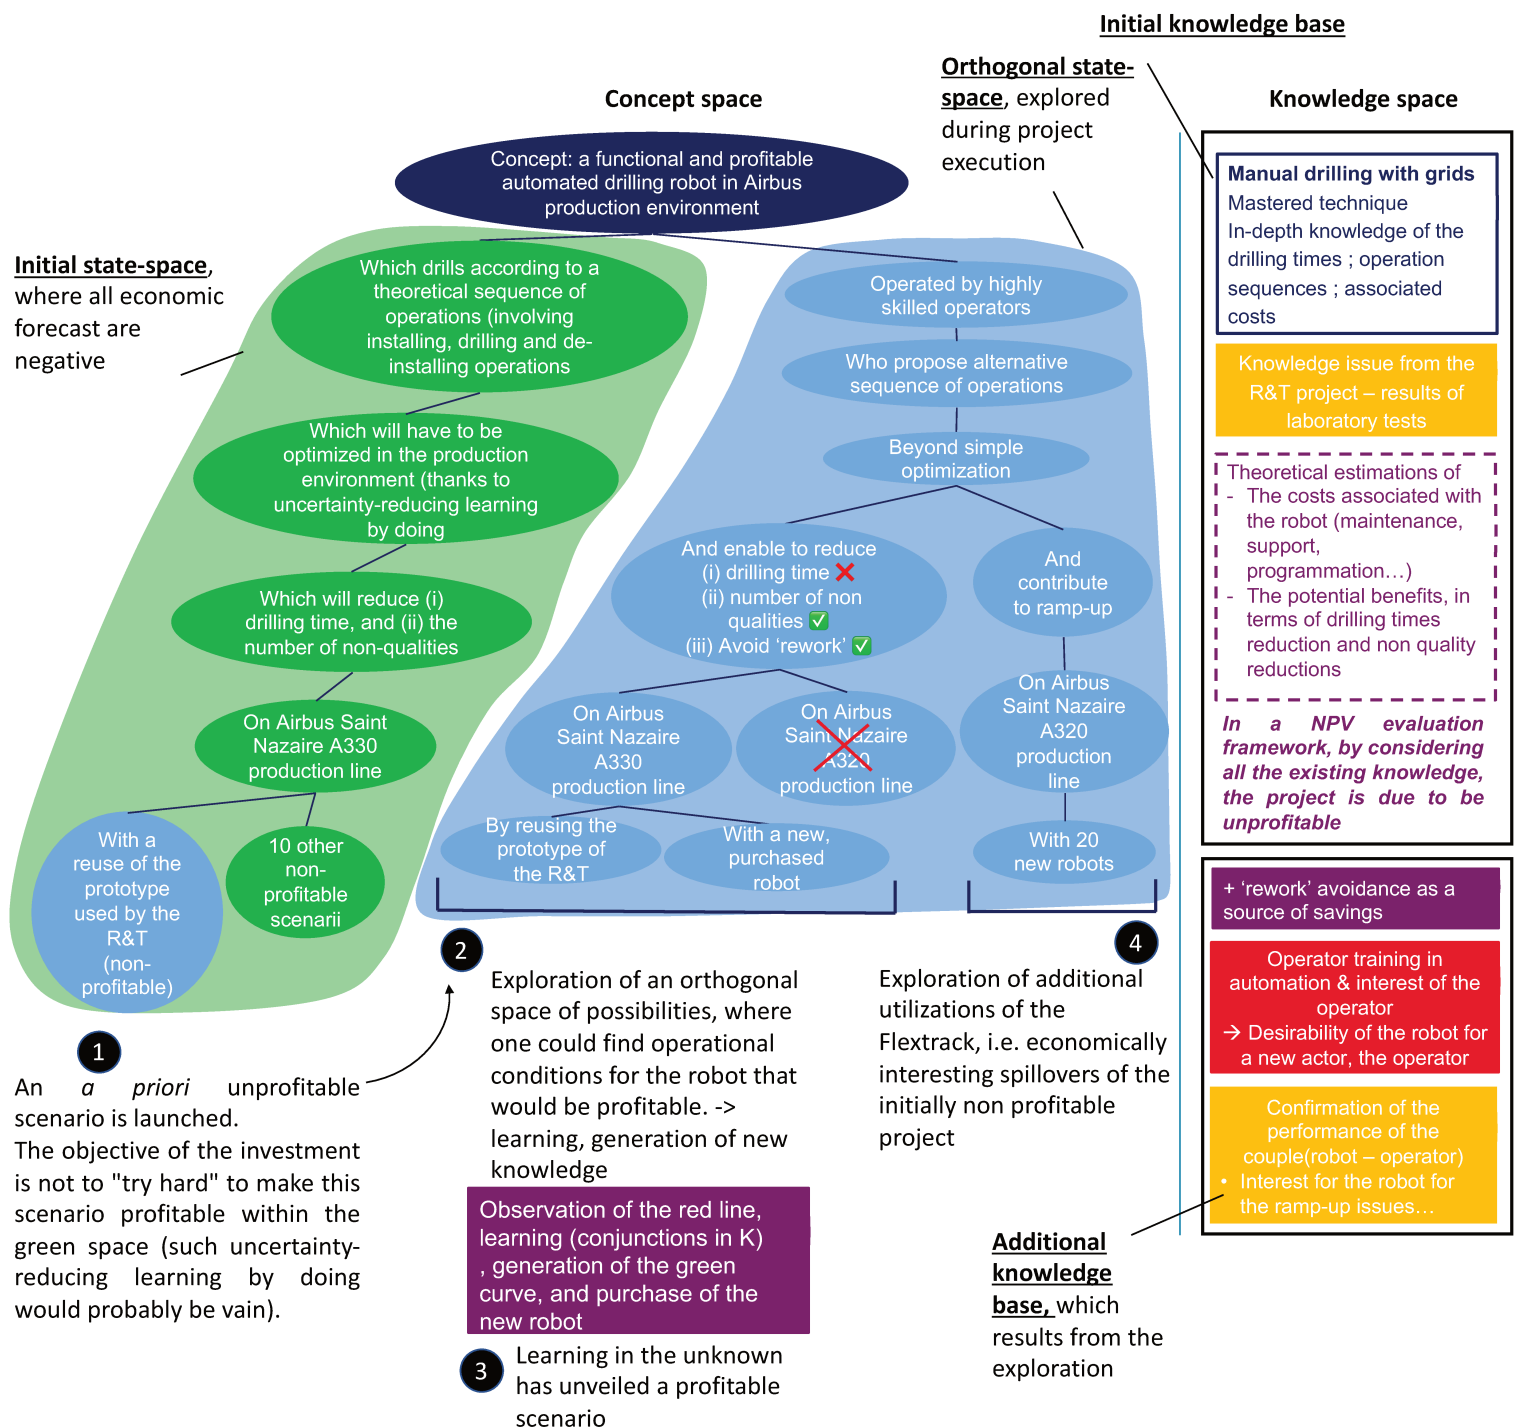 Initial knowledge base
Orthogonal state-
space, explored
during project
execution
Concept space
Knowledge space
Concept: a functional and profitable
automated drilling robot in Airbus
production environment
Initial state-space,
where all economic
forecast are
negative
Which drills according to a
theoretical sequence of
operations (involving
installing, drilling and de-
installing operations
Which will have to be
optimized in the production
environment (thanks to
uncertainty-reducing learning
by doing
Which will reduce (i)
drilling time, and (ii) the
number of non-qualities
On Airbus Saint
Nazaire A330
production line
With a
reuse of the
prototype
used by the
R&T
(non-
profitable)
10 other
non-
profitable
scenarii
Operated by highly
skilled operators
Who propose alternative
sequence of operations
Beyond simple
optimization
And enable to reduce
(i) drilling time ❌
(ii) number of non
qualities ✅
(iii) Avoid ‘rework’ ✅
And
contribute
to ramp-up
On Airbus
Saint Nazaire
A330
production line
On Airbus
Saint Nazaire
A320
production line
On Airbus
Saint Nazaire
A320
production
line
By reusing the
prototype of
the R&T
With a new,
purchased
robot
With 20
new robots
Manual drilling with grids
Mastered technique
In-depth knowledge of the
drilling times ; operation
sequences ; associated
costs
Knowledge issue from the
R&T project – results of
laboratory tests
Theoretical estimations of
- The costs associated with
the robot (maintenance,
support,
programmation…)
- The potential benefits, in
terms of drilling times
reduction and non quality
reductions
In a NPV evaluation
framework, by considering
all the existing knowledge,
the project is due to be
unprofitable
+ ‘rework’ avoidance as a
source of savings
Operator training in
automation & interest of the
operator
→ Desirability of the robot for
a new actor, the operator
Confirmation of the
performance of the
couple(robot – operator)
• Interest for the robot for
the ramp-up issues…
1
An a priori unprofitable
scenario is launched.
The objective of the investment
is not to "try hard" to make this
scenario profitable within the
green space (such uncertainty-
reducing learning by doing
would probably be vain).
2
Exploration of an orthogonal
space of possibilities, where
one could find operational
conditions for the robot that
would be profitable. ->
learning, generation of new
knowledge
Observation of the red line,
learning (conjunctions in K)
, generation of the green
curve, and purchase of the
new robot
3
Learning in the unknown
has unveiled a profitable
scenario
4
Exploration of additional
utilizations of the
Flextrack, i.e. economically
interesting spillovers of the
initially non profitable
project
Additional
knowledge
base, which
results from the
exploration